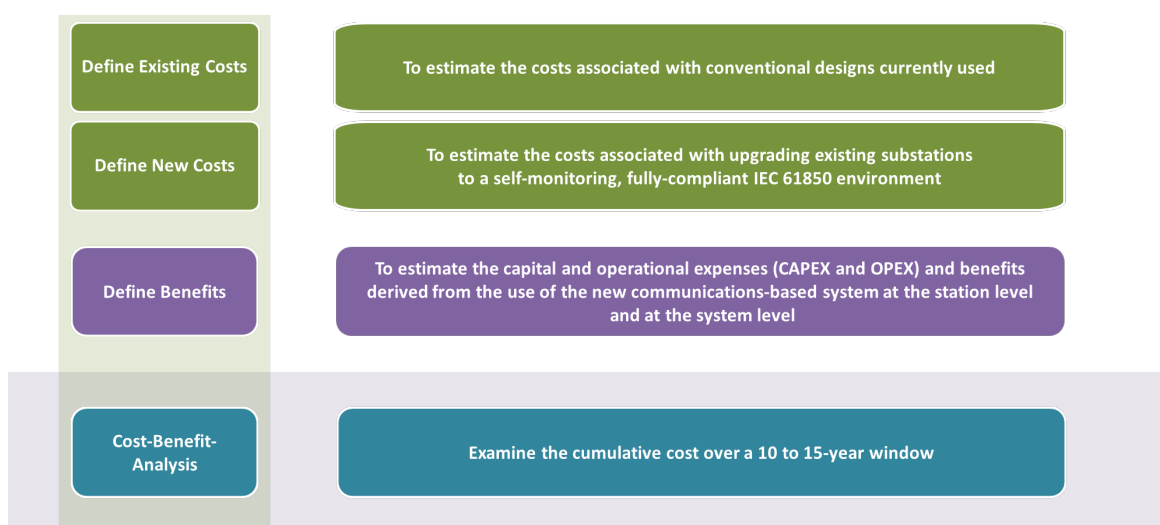 Define Existing Costs
To estimate the costs associated with conventional designs currently used
Define New Costs
To estimate the costs associated with upgrading existing substations
to a self-monitoring, fully-compliant IEC 61850 environment
Define Benefits
To estimate the capital and operational expenses (CAPEX and OPEX) and benefits
derived from the use of the new communications-based system at the station level
and at the system level
Cost-Benefit-
Analysis
Examine the cumulative cost over a 10 to 15-year window